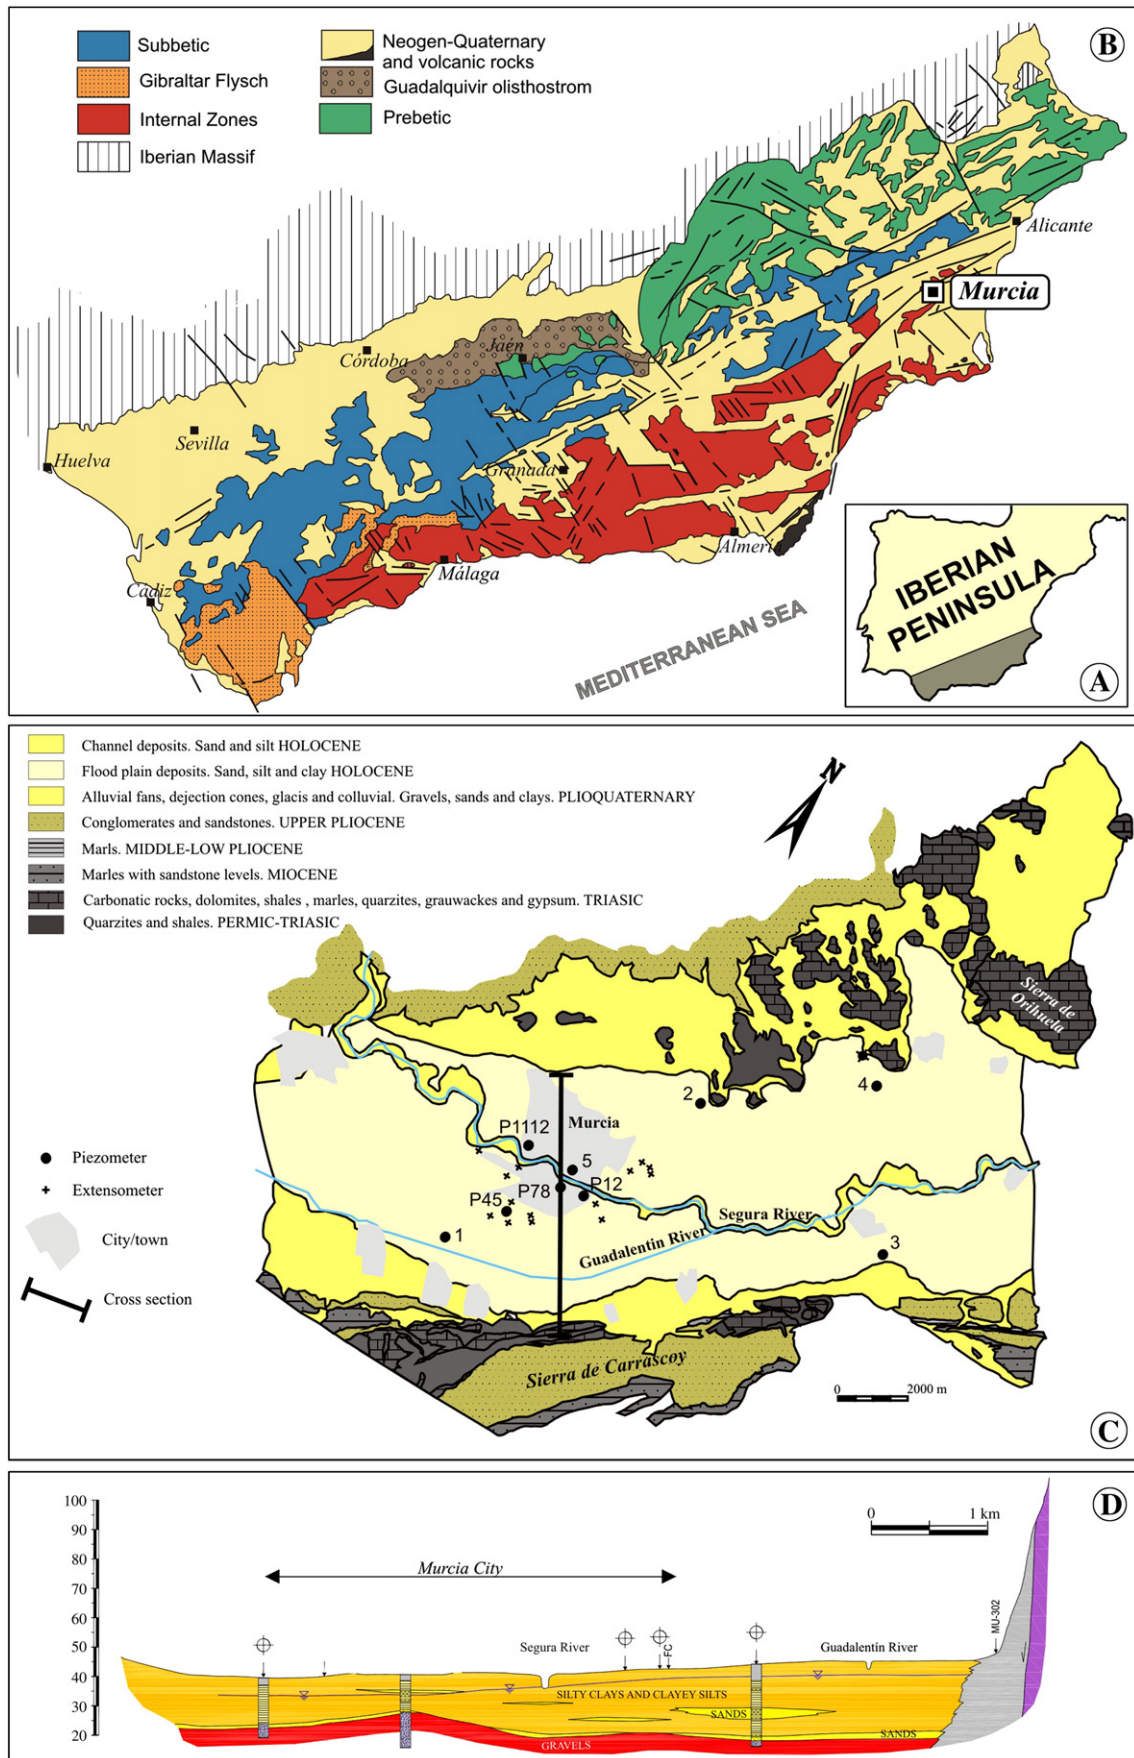 B
Subbetic
Gibraltar Flysch
Internal Zones
Iberian Massif
Neogen-Quaternary
and volcanic rocks
Guadalquivir olisthostrom
Prebetic
Alicante
Murcia
Jaén
Córdoba
Sevilla
Huelva
Granada
Almería
Málaga
Cádiz
MEDITERRANEAN SEA
IBERIAN
PENINSULA
A
Channel deposits. Sand and silt HOLOCENE
Flood plain deposits. Sand, silt and clay HOLOCENE
Alluvial fans, dejection cones, glacis and colluvial. Gravels, sands and clays. PLIOQUATERNARY
Conglomerates and sandstones. UPPER PLIOCENE
Marls. MIDDLE-LOW PLIOCENE
Marles with sandstone levels. MIOCENE
Carbonatic rocks, dolomites, shales , marles, quarzites, grauwackes and gypsum. TRIASIC
Quarzites and shales. PERMIC-TRIASIC
N
Sierra de
Orihuela
4
2
Murcia
P1112
5
P78
P12
P45
1
Segura River
Guadalentin River
3
Piezometer
Extensometer
City/town
Cross section
Sierra de Carrascoy
0 2000 m
C
D
100
90
80
70
60
50
40
30
20
0 1 km
Murcia City
Segura River
FC
Guadalentín River
MU-302
SILTY CLAYS AND CLAYEY SILTS
SANDS
SANDS
GRAVELS